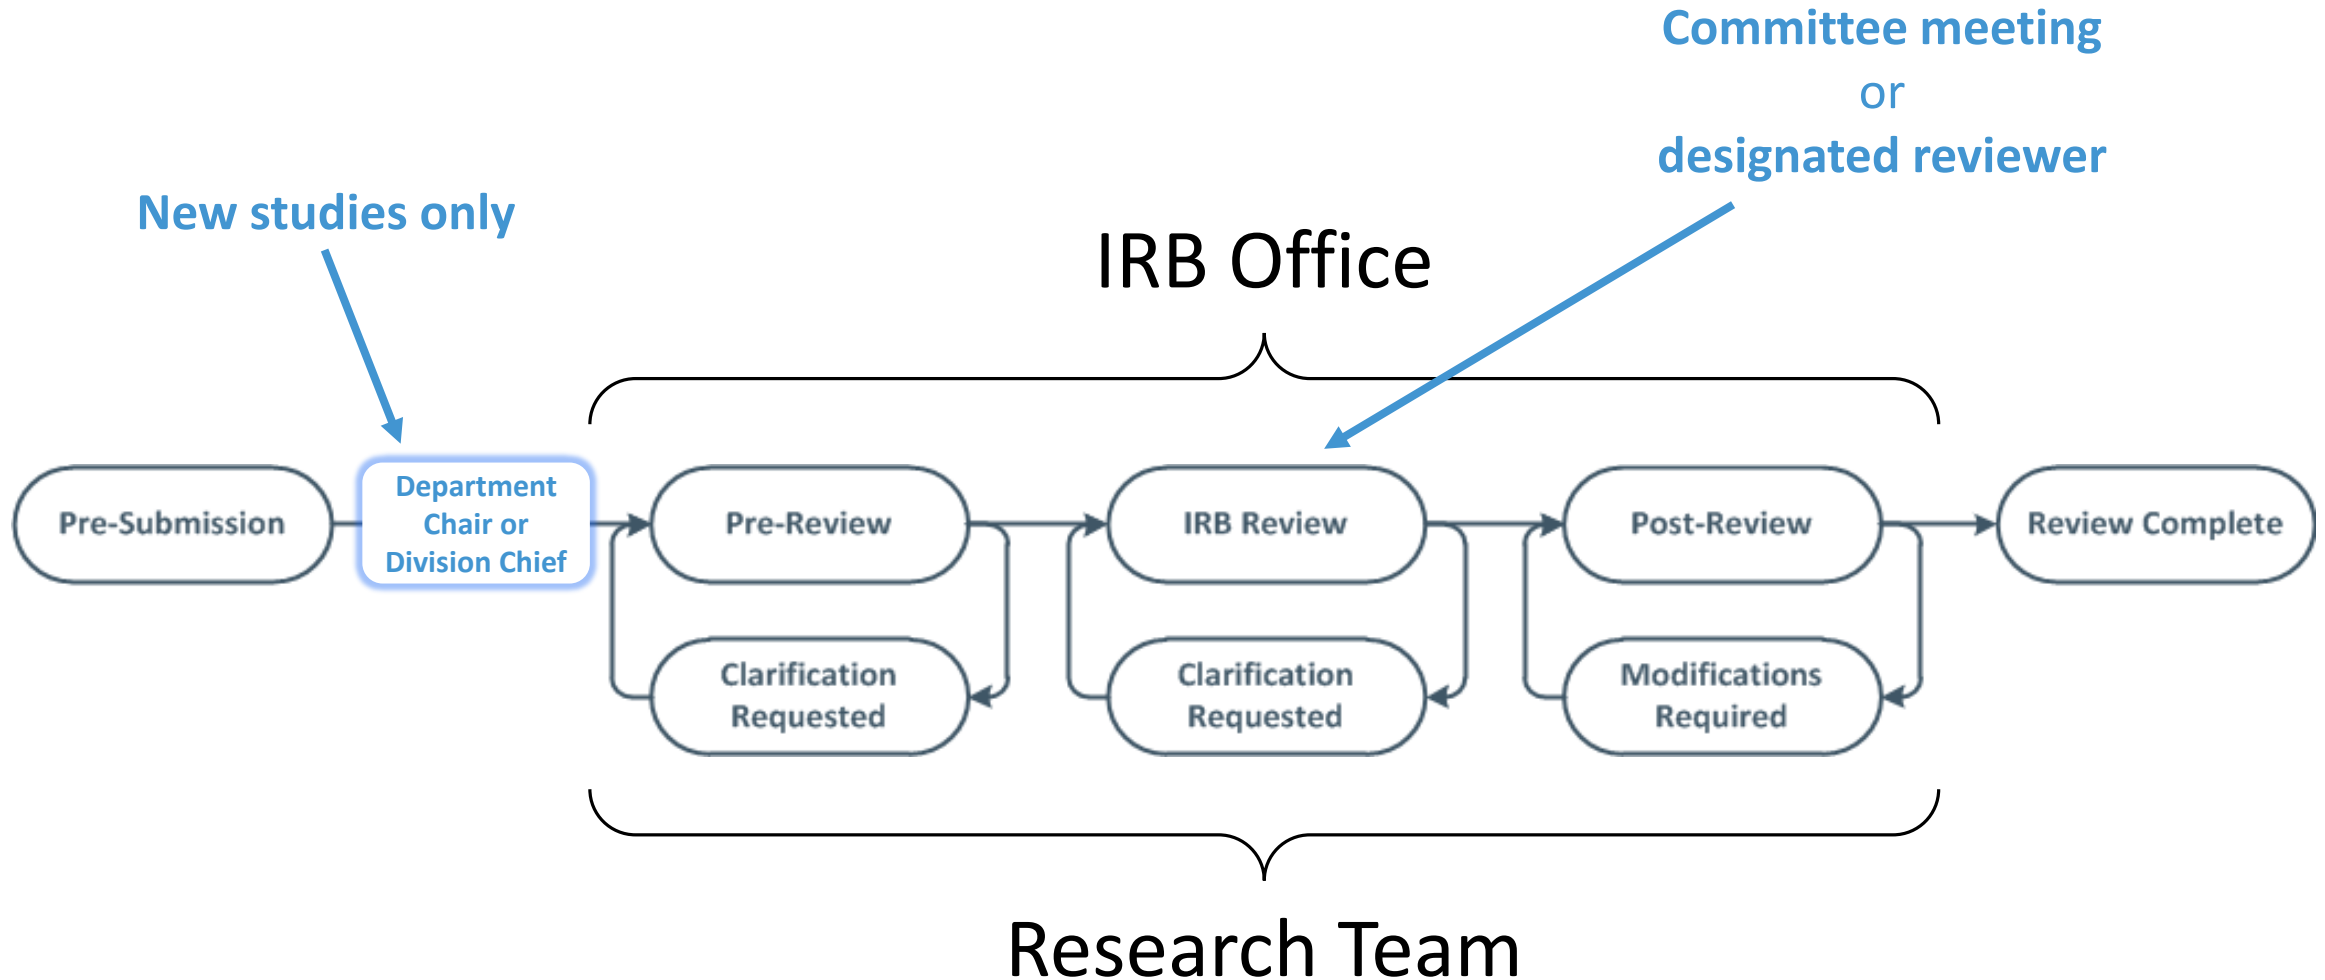 Committee meeting
or
designated reviewer
New studies only
IRB Office
Pre-Submission
Department
Chair or
Division Chief
Pre-Review
IRB Review
Post-Review
Review Complete
Clarification
Requested
Clarification
Requested
Modifications
Required
Research Team